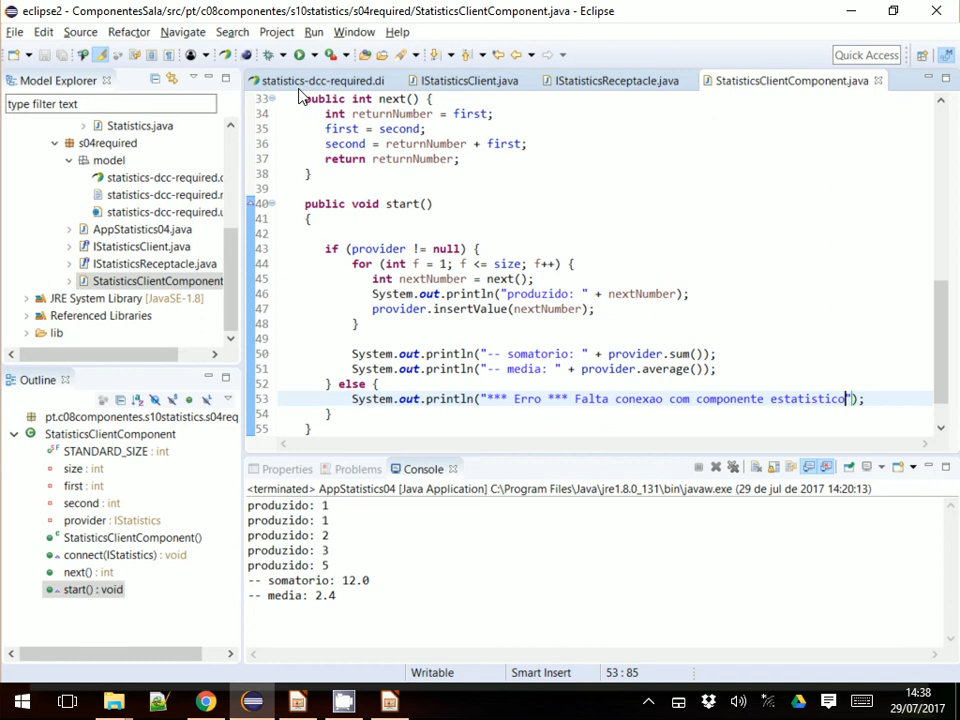 eclipse2 - ComponentesSala/src/pt/c08componentes/s10statistics/s04required/StatisticsClientComponent.java - Eclipse
File Edit Source Refactor Navigate Search Project Run Window Help
Quick Access
Model Explorer
type filter text
Statistics.java
s04required
model
statistics-dcc-required.
statistics-dcc-required.
statistics-dcc-required.
AppStatistics04.java
IStatisticsClient.java
IStatisticsReceptacle.java
StatisticsClientComponent
JRE System Library [JavaSE-1.8]
Referenced Libraries
lib
Outline
pt.c08componentes.s10statistics.s04req
StatisticsClientComponent
STANDARD_SIZE : int
size : int
first : int
second : int
provider : IStatistics
StatisticsClientComponent()
connect(IStatistics) : void
next() : int
start() : void
statistics-dcc-required.di
IStatisticsClient.java
IStatisticsReceptacle.java
StatisticsClientComponent.java
33 public int next() {
34 int returnNumber = first;
35 first = second;
36 second = returnNumber + first;
37 return returnNumber;
38 }
39
40 public void start()
41 {
42
43 if (provider != null) {
44 for (int f = 1; f <= size; f++) {
45 int nextNumber = next();
46 System.out.println("produzido: " + nextNumber);
47 provider.insertValue(nextNumber);
48 }
49
50 System.out.println("-- somatorio: " + provider.sum());
51 System.out.println("-- media: " + provider.average());
52 } else {
53 System.out.println("*** Erro *** Falta conexao com componente estatistico");
54 }
55 }
Properties Problems Console
<terminated> AppStatistics04 [Java Application] C:\Program Files\Java\jre1.8.0_131\bin\javaw.exe (29 de jul de 2017 14:20:13)
produzido: 1
produzido: 1
produzido: 2
produzido: 3
produzido: 5
-- somatorio: 12.0
-- media: 2.4
Writable Smart Insert 53 : 85
14:38
29/07/2017